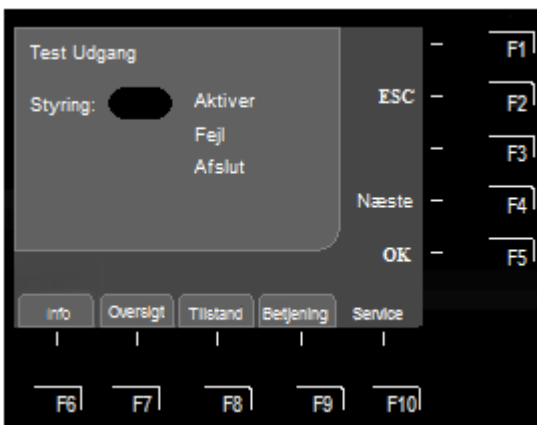 Test Udgang
F1
Styring: Aktiver ESC F2
Fejl
F3
Afslut
Næste F4
OK F5
Info Oversigt Tilstand Betjening Service
F6 F7 F8 F9 F10